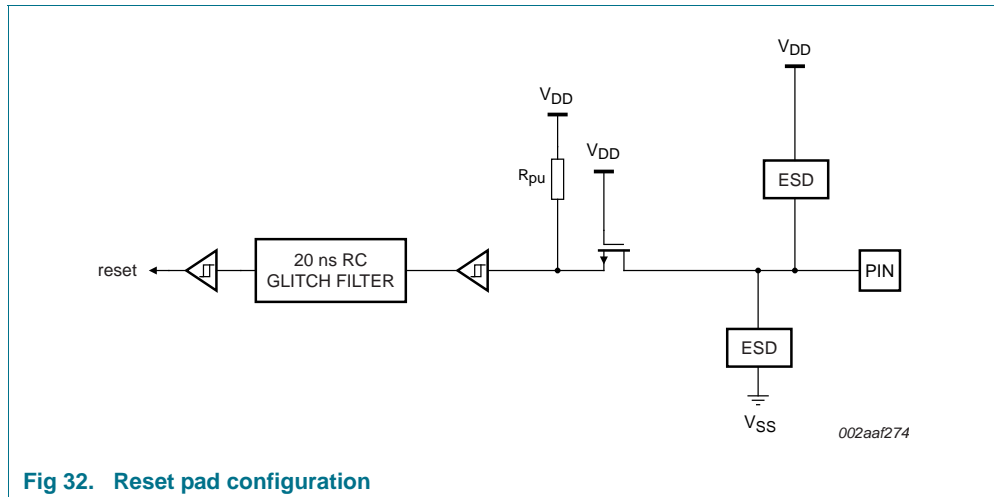 VDD
VDD
VDD
Rpu
ESD
reset
20 ns RC
GLITCH FILTER
PIN
ESD
VSS
002aaf274
Fig 32. Reset pad configuration